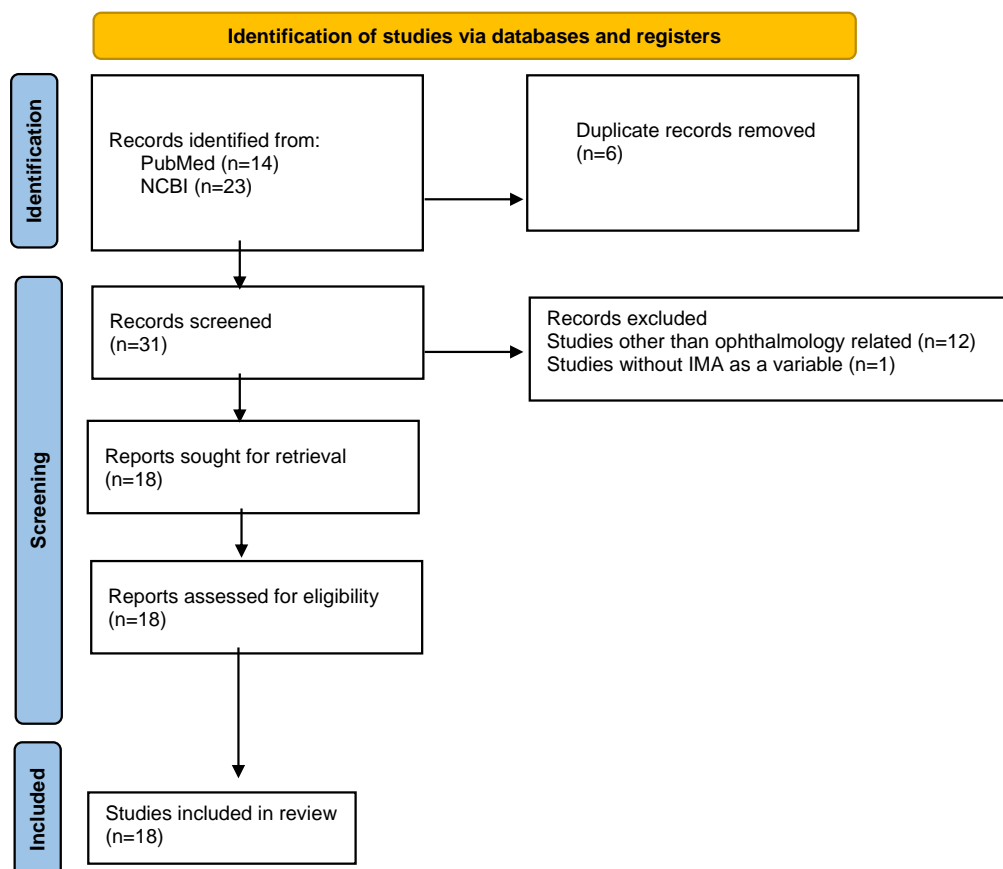 Identification of studies via databases and registers
Identification
Records identified from:
PubMed (n=14)
NCBI (n=23)
Duplicate records removed
(n=6)
Screening
Records screened
(n=31)
Records excluded
Studies other than ophthalmology related (n=12)
Studies without IMA as a variable (n=1)
Reports sought for retrieval
(n=18)
Reports assessed for eligibility
(n=18)
Included
Studies included in review
(n=18)